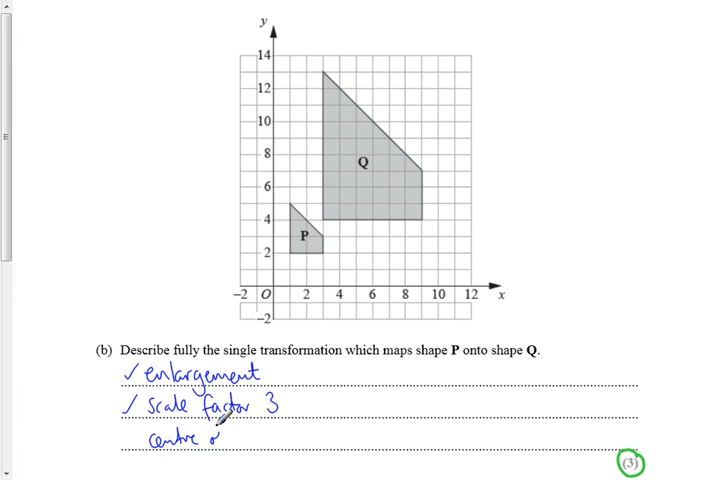 y
14
12
10
8
Q
6
4
P
2
-2 O 2 4 6 8 10 12 x
-2
(b) Describe fully the single transformation which maps shape P onto shape Q.
✓ enlargement
✓ scale factor 3
centre o
(3)